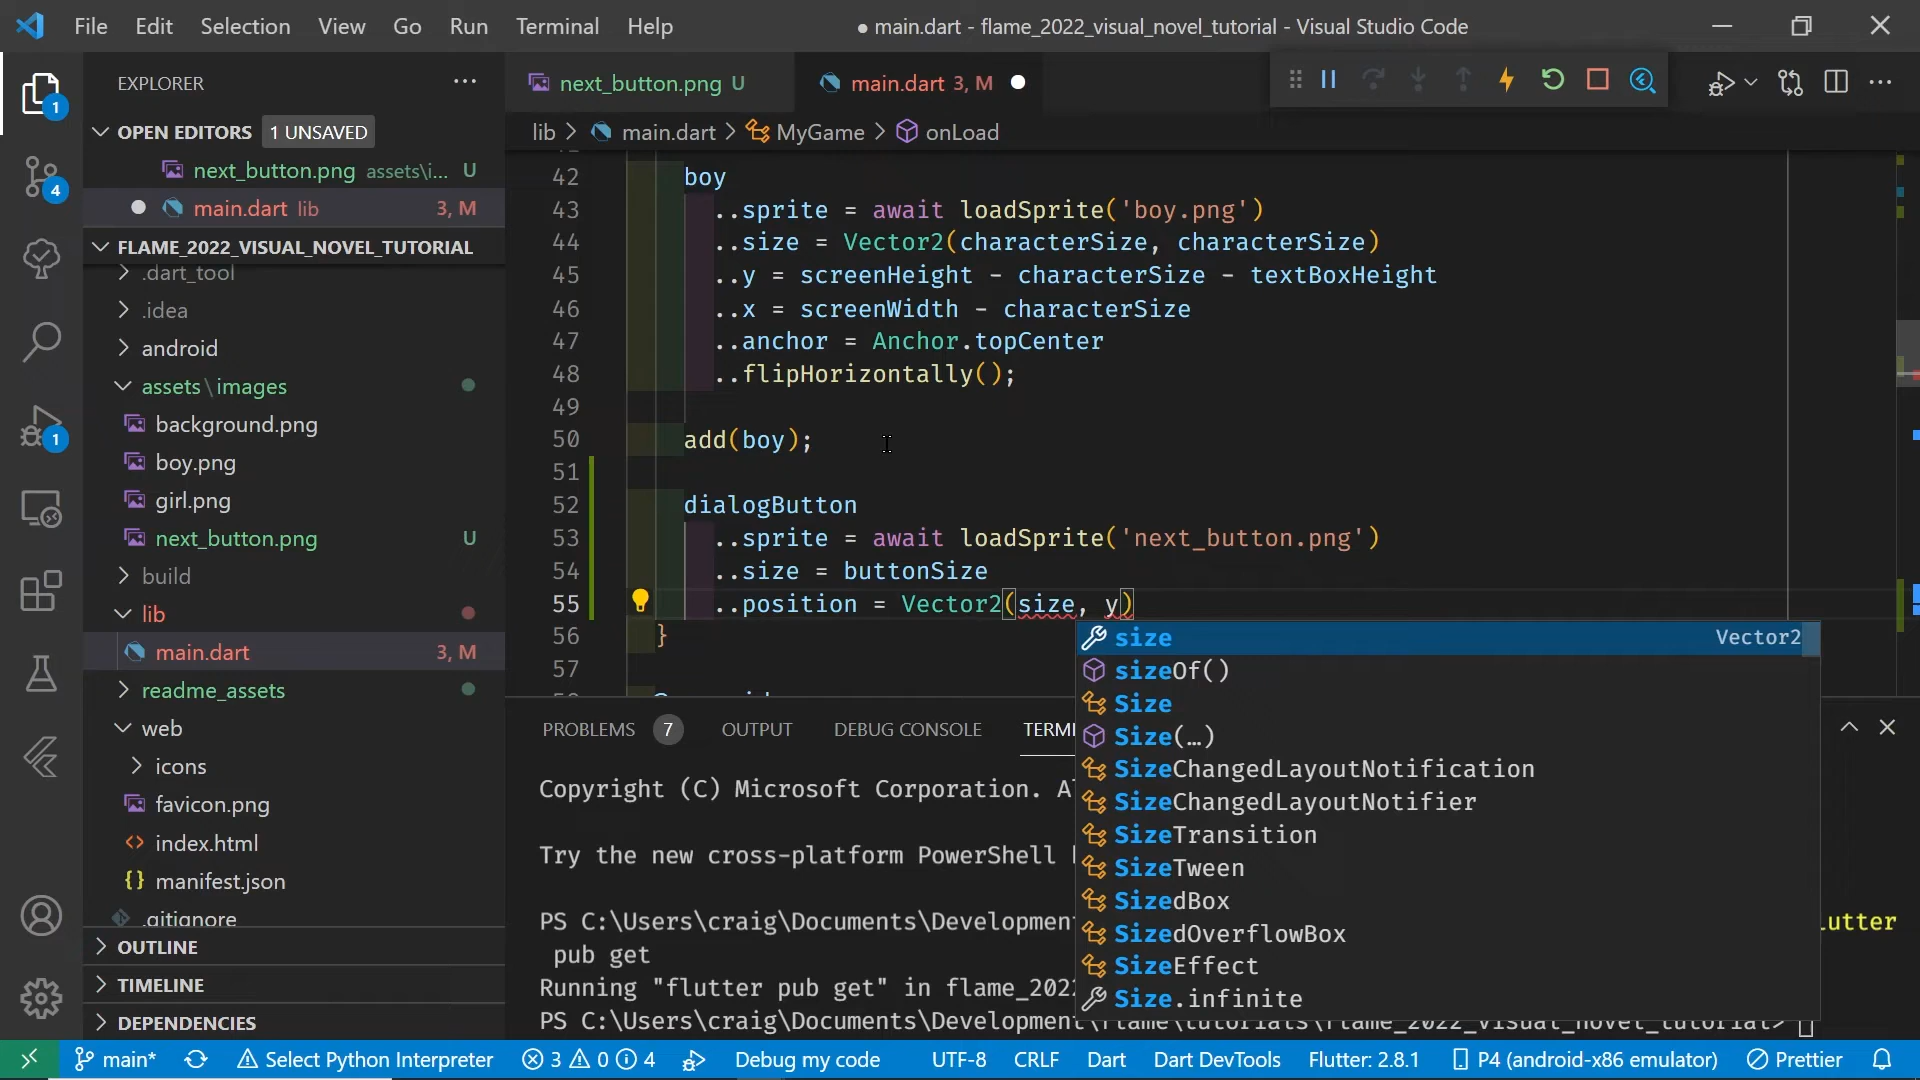 File Edit Selection View Go Run Terminal Help
● main.dart - flame_2022_visual_novel_tutorial - Visual Studio Code
EXPLORER
OPEN EDITORS 1 UNSAVED
next_button.png assets\i... U
main.dart lib 3, M
FLAME_2022_VISUAL_NOVEL_TUTORIAL
.dart_tool
.idea
android
assets\images
background.png
boy.png
girl.png
next_button.png U
build
lib
main.dart 3, M
readme_assets
web
icons
favicon.png
index.html
manifest.json
.gitignore
OUTLINE
TIMELINE
DEPENDENCIES
1
4
1
next_button.png U
main.dart 3, M
lib > main.dart > MyGame > onLoad
42 boy
43 ..sprite = await loadSprite('boy.png')
44 ..size = Vector2(characterSize, characterSize)
45 ..y = screenHeight - characterSize - textBoxHeight
46 ..x = screenWidth - characterSize
47 ..anchor = Anchor.topCenter
48 ..flipHorizontally();
49
50 add(boy);
51
52 dialogButton
53 ..sprite = await loadSprite('next_button.png')
54 ..size = buttonSize
55 ..position = Vector2(size, y)
56 }
57
size Vector2
sizeOf()
Size
Size(…)
SizeChangedLayoutNotification
SizeChangedLayoutNotifier
SizeTransition
SizeTween
SizedBox
SizedOverflowBox
SizeEffect
Size.infinite
PROBLEMS 7 OUTPUT DEBUG CONSOLE
Copyright (C) Microsoft Corporation.
Try the new cross-platform PowerShell
PS C:\Users\craig\Documents\Development
pub get
Running "flutter pub get" in flame_202
PS C:\Users\craig\Documents\Development\flame\tutorials\flame_2022_visual_novel_tutorial>
main* Select Python Interpreter 3 0 4 Debug my code UTF-8 CRLF Dart Dart DevTools Flutter: 2.8.1 P4 (android-x86 emulator) Prettier